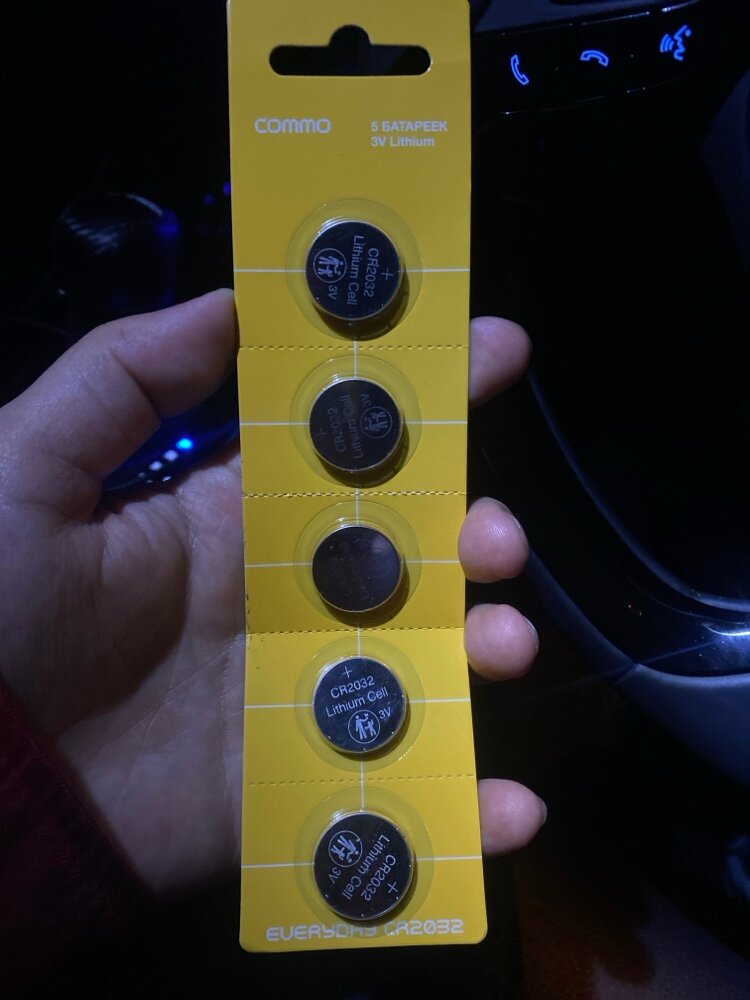 COMMO
5 БАТАРЕЕК
3V Lithium
+
CR2032
Lithium Cell
3V
+
CR2032
Lithium Cell
3V
+
CR2032
Lithium Cell
3V
+
CR2032
Lithium Cell
3V
EVERYDAY CR2032